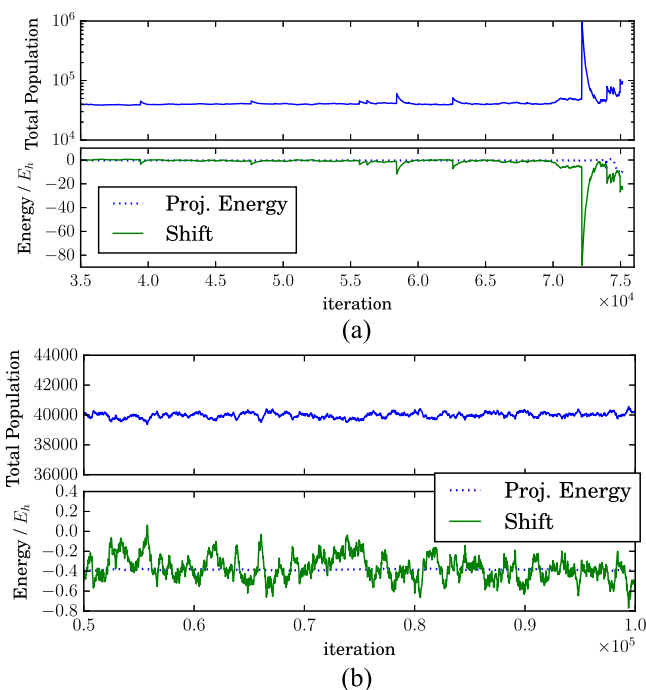 10^6
10^5
10^4
Total Population
0
−20
−40
−60
−80
Energy / E_h
Proj. Energy
Shift
3.5 4.0 4.5 5.0 5.5 6.0 6.5 7.0 7.5
iteration
×10^4
(a)
44000
42000
40000
38000
36000
Total Population
0.4
0.2
0.0
−0.2
−0.4
−0.6
−0.8
Energy / E_h
Proj. Energy
Shift
0.5 0.6 0.7 0.8 0.9 1.0
iteration
×10^5
(b)